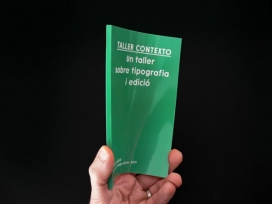 TALLER CONTEXTO
Un taller
sobre tipografia
i edició